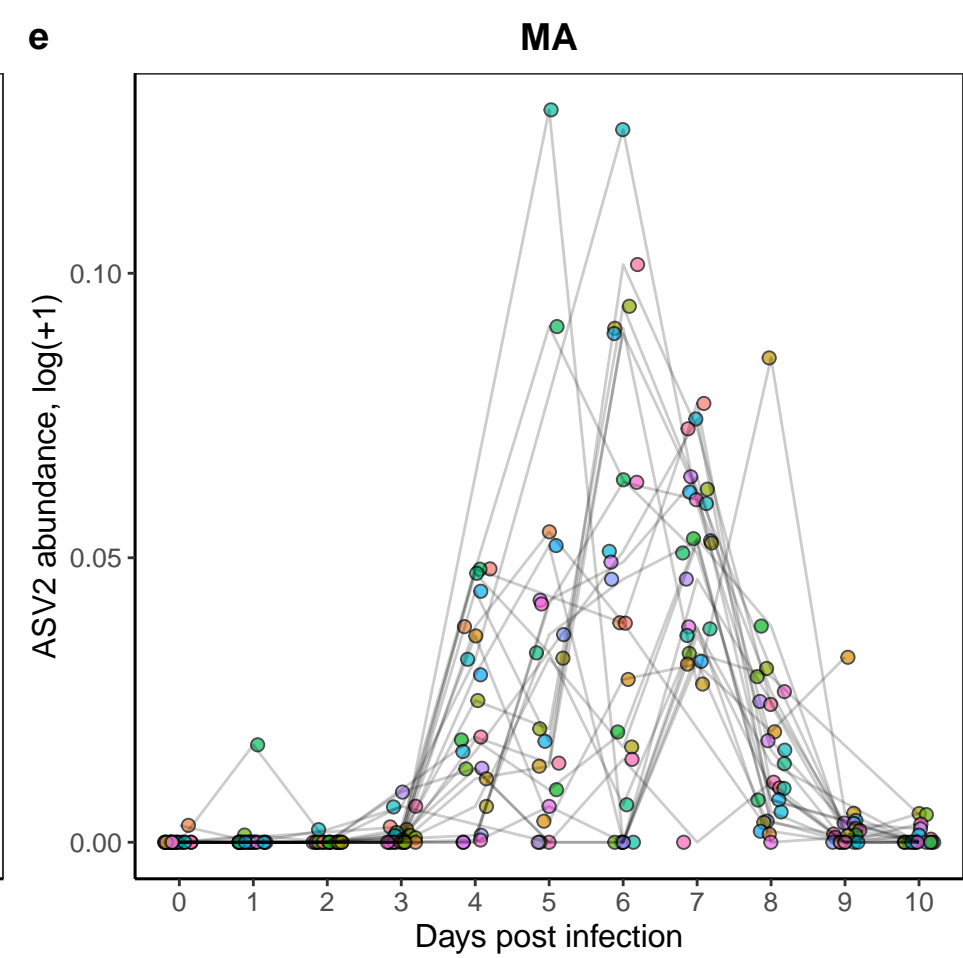 e
MA
ASV2 abundance, log(+1)
0.10
0.05
0.00
0 1 2 3 4 5 6 7 8 9 10
Days post infection